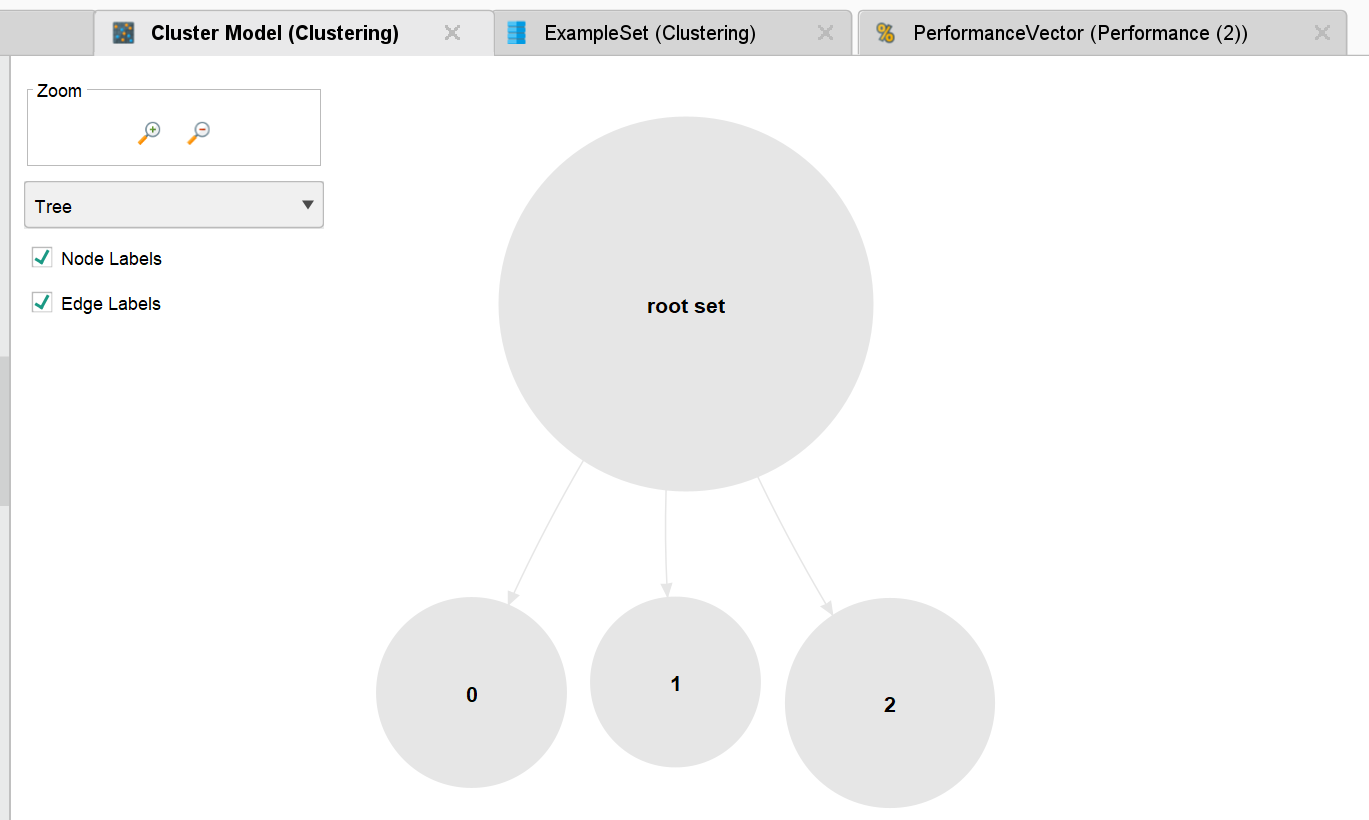 Cluster Model (Clustering)
ExampleSet (Clustering)
PerformanceVector (Performance (2))
Zoom
Tree
Node Labels
Edge Labels
root set
0
1
2